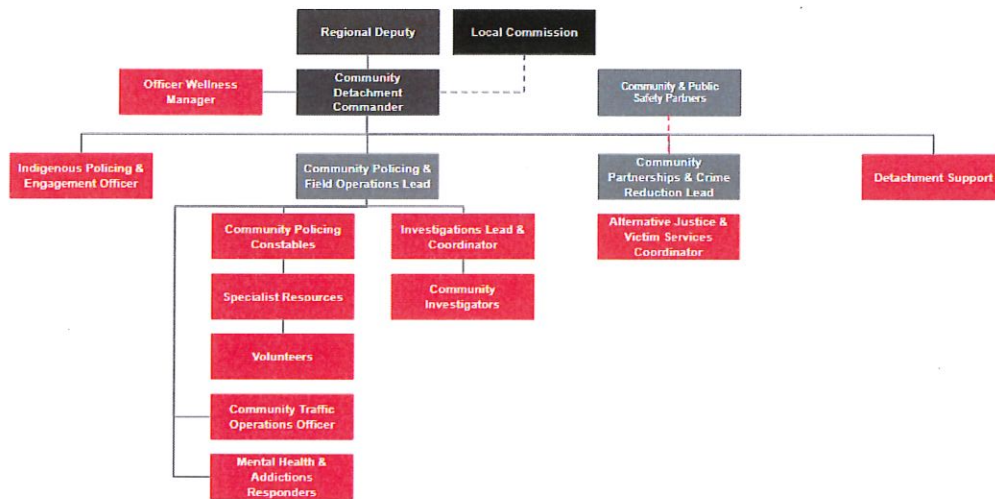 Regional Deputy
Local Commission
Officer Wellness
Manager
Community
Detachment
Commander
Community & Public
Safety Partners
Indigenous Policing &
Engagement Officer
Community Policing &
Field Operations Lead
Community
Partnerships & Crime
Reduction Lead
Detachment Support
Community Policing
Constables
Investigations Lead &
Coordinator
Alternative Justice &
Victim Services
Coordinator
Specialist Resources
Community
Investigators
Volunteers
Community Traffic
Operations Officer
Mental Health &
Addictions
Responders